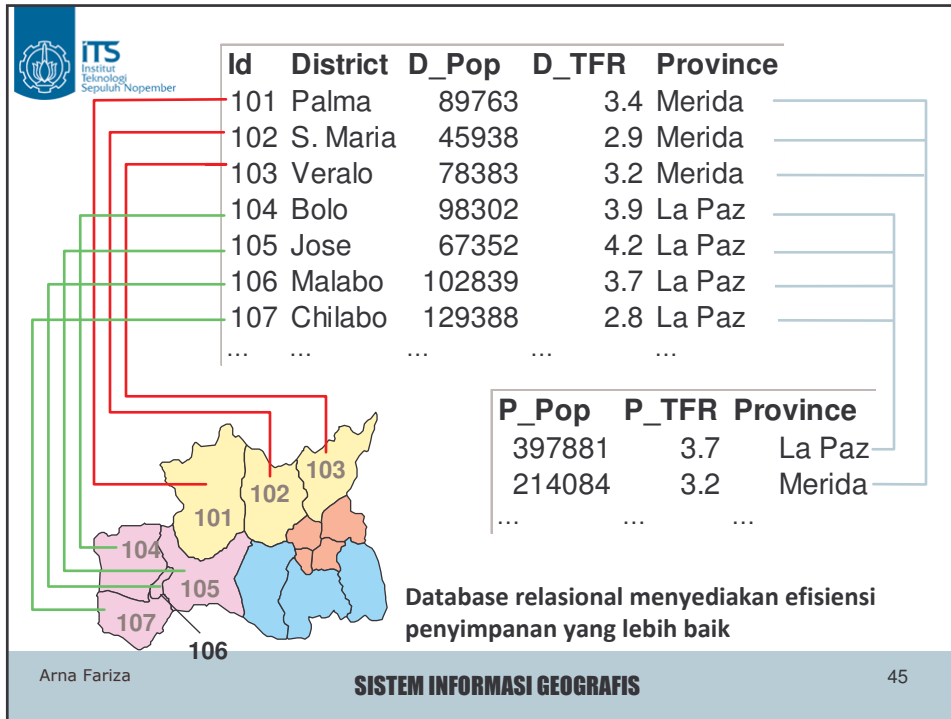 iTS
Institut
Teknologi
Sepuluh Nopember
Id District D_Pop D_TFR Province
101 Palma 89763 3.4 Merida
102 S. Maria 45938 2.9 Merida
103 Veralo 78383 3.2 Merida
104 Bolo 98302 3.9 La Paz
105 Jose 67352 4.2 La Paz
106 Malabo 102839 3.7 La Paz
107 Chilabo 129388 2.8 La Paz
... ... ... ... ...
P_Pop P_TFR Province
397881 3.7 La Paz
214084 3.2 Merida
... ... ...
103
102
101
104
105
107
106
Database relasional menyediakan efisiensi
penyimpanan yang lebih baik
Arna Fariza
SISTEM INFORMASI GEOGRAFIS
45